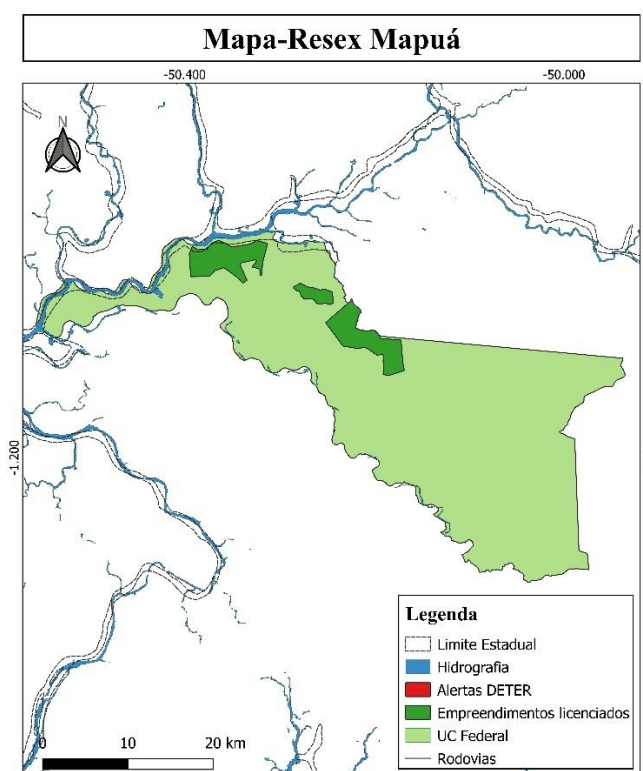 Mapa-Resex Mapuá
-50.400
-50.000
N
-1.200
Legenda
Limite Estadual
Hidrografia
Alertas DETER
Empreendimentos licenciados
UC Federal
Rodovias
0 10 20 km